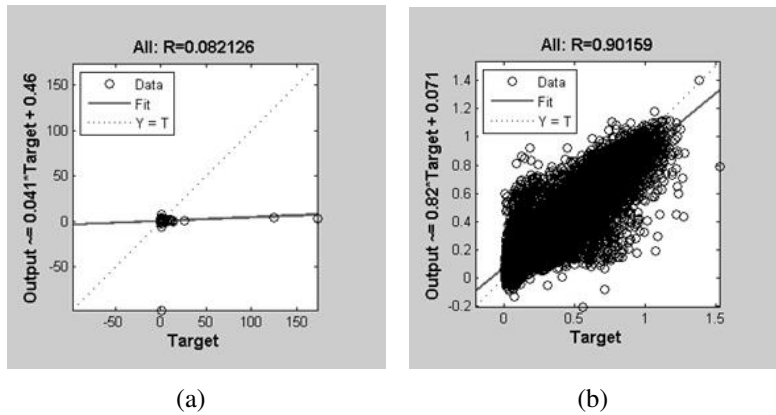 All: R=0.082126
Output ~= 0.041*Target + 0.46
150
100
50
0
-50
Data
Fit
Y = T
-50
0
50
100
150
Target
(a)
All: R=0.90159
Output ~= 0.82*Target + 0.071
1.4
1.2
1
0.8
0.6
0.4
0.2
0
-0.2
Data
Fit
Y = T
0
0.5
1
1.5
Target
(b)